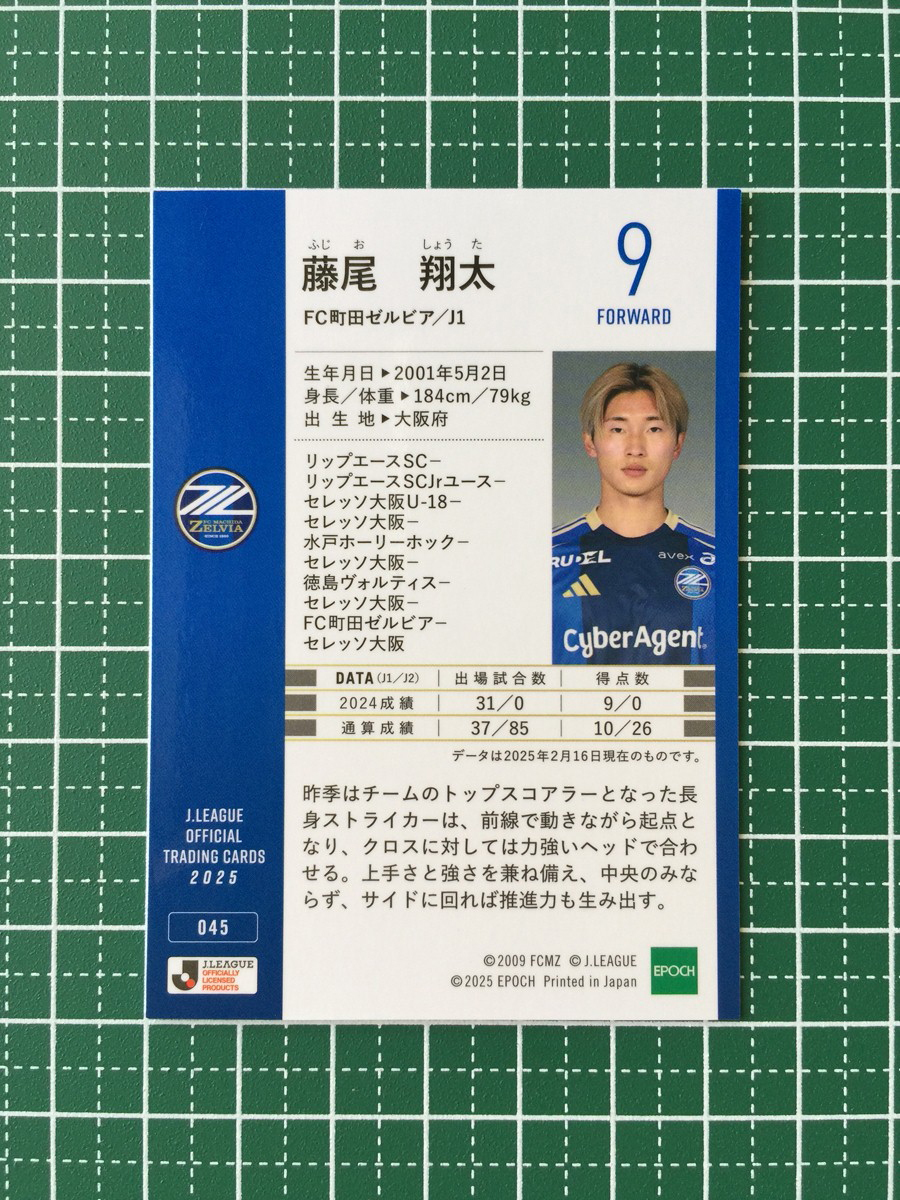 ふじ お しょう た
藤尾 翔太
FC町田ゼルビア／J1
9
FORWARD
生年月日▶2001年5月2日
身長／体重▶184cm／79kg
出生地▶大阪府
リップエースSC−
リップエースSCJrユース−
セレッソ大阪U-18−
セレッソ大阪−
水戸ホーリーホック−
セレッソ大阪−
徳島ヴォルティス−
セレッソ大阪−
FC町田ゼルビア−
セレッソ大阪
avex
CyberAgent.
FC MACHIDA
ZELVIA
DATA(J1／J2) 出場試合数 得点数
2024成績 31／0 9／0
通算成績 37／85 10／26
データは2025年2月16日現在のものです。
昨季はチームのトップスコアラーとなった長
身ストライカーは、前線で動きながら起点と
なり、クロスに対しては力強いヘッドで合わ
せる。上手さと強さを兼ね備え、中央のみな
らず、サイドに回れば推進力も生み出す。
J.LEAGUE
OFFICIAL
TRADING CARDS
2025
045
J.LEAGUE
OFFICIALLY
LICENSED
PRODUCTS
©2009 FCMZ ©J.LEAGUE
©2025 EPOCH Printed in Japan
EPOCH